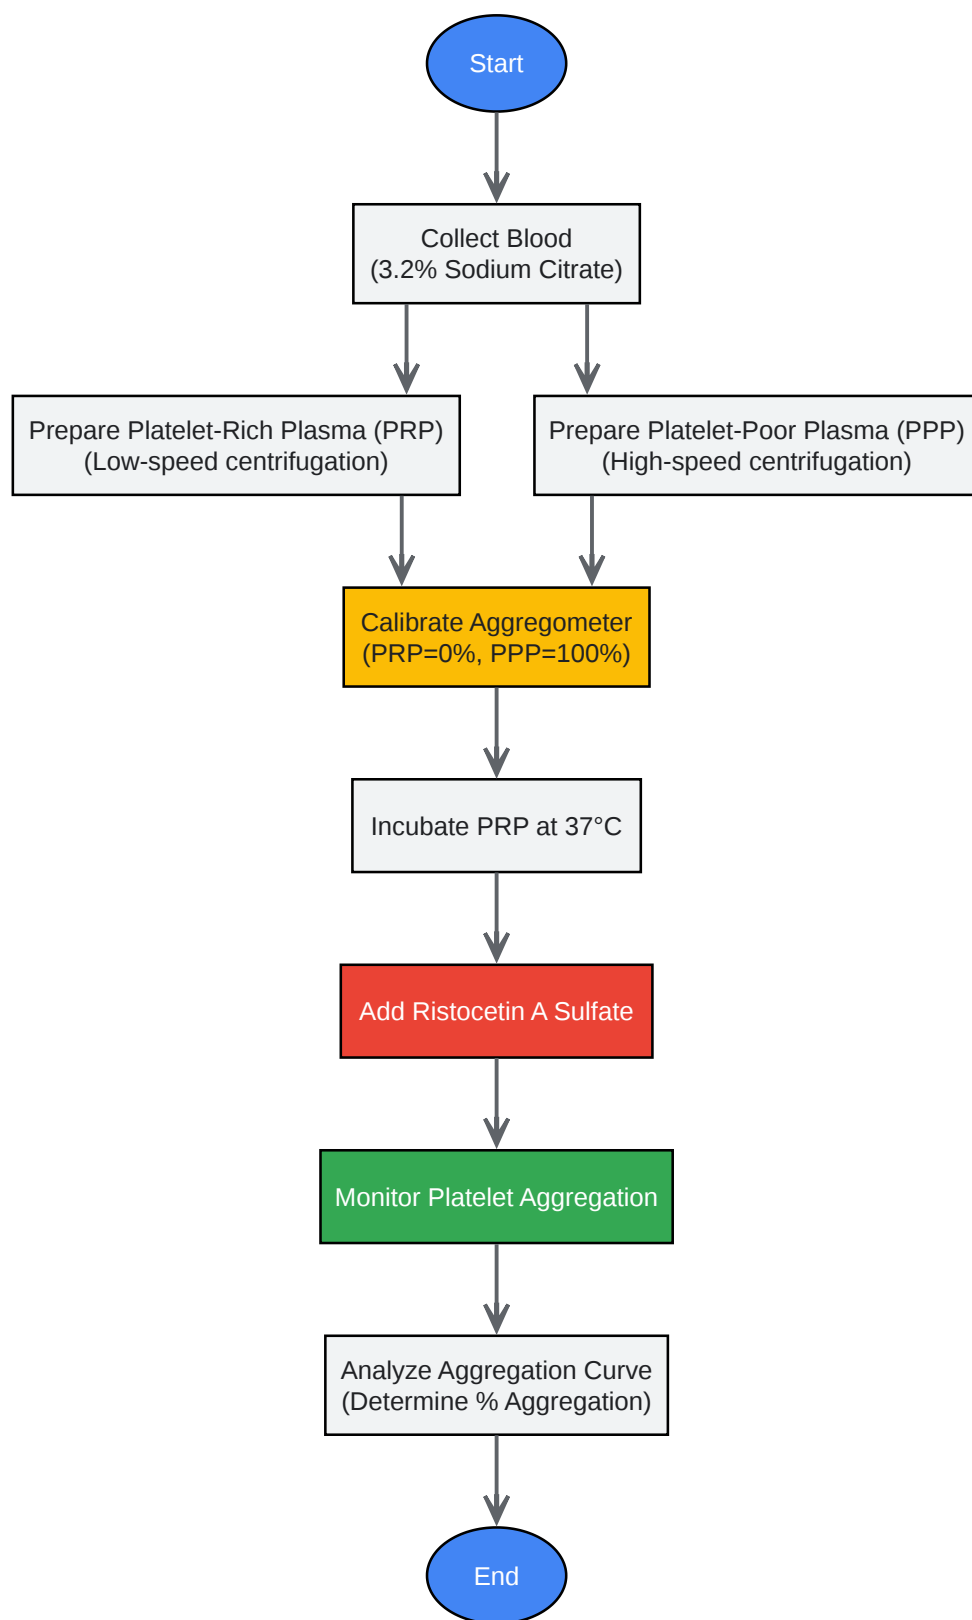 Start
Collect Blood
(3.2% Sodium Citrate)
Prepare Platelet-Rich Plasma (PRP)
(Low-speed centrifugation)
Prepare Platelet-Poor Plasma (PPP)
(High-speed centrifugation)
Calibrate Aggregometer
(PRP=0%, PPP=100%)
Incubate PRP at 37°C
Add Ristocetin A Sulfate
Monitor Platelet Aggregation
Analyze Aggregation Curve
(Determine % Aggregation)
End